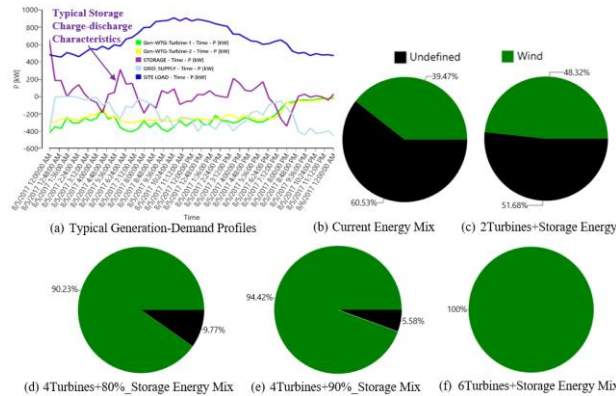 Typical Storage
Charge-discharge
Characteristics
1000
800
600
400
200
0
-200
-400
-600
P [kW]
Gen-WTG-Turbine-1 - Time - P [kW]
Gen-WTG-Turbine-2 - Time - P [kW]
STORAGE - Time - P [kW]
GRID_SUPPLY - Time - P [kW]
SITE LOAD - Time - P [kW]
Time
(a) Typical Generation-Demand Profiles
Undefined
Wind
39.47%
60.53%
(b) Current Energy Mix
48.32%
51.68%
(c) 2Turbines+Storage Energy
90.23%
9.77%
(d) 4Turbines+80%_Storage Energy Mix
94.42%
5.58%
(e) 4Turbines+90%_Storage Mix
100%
(f) 6Turbines+Storage Energy Mix